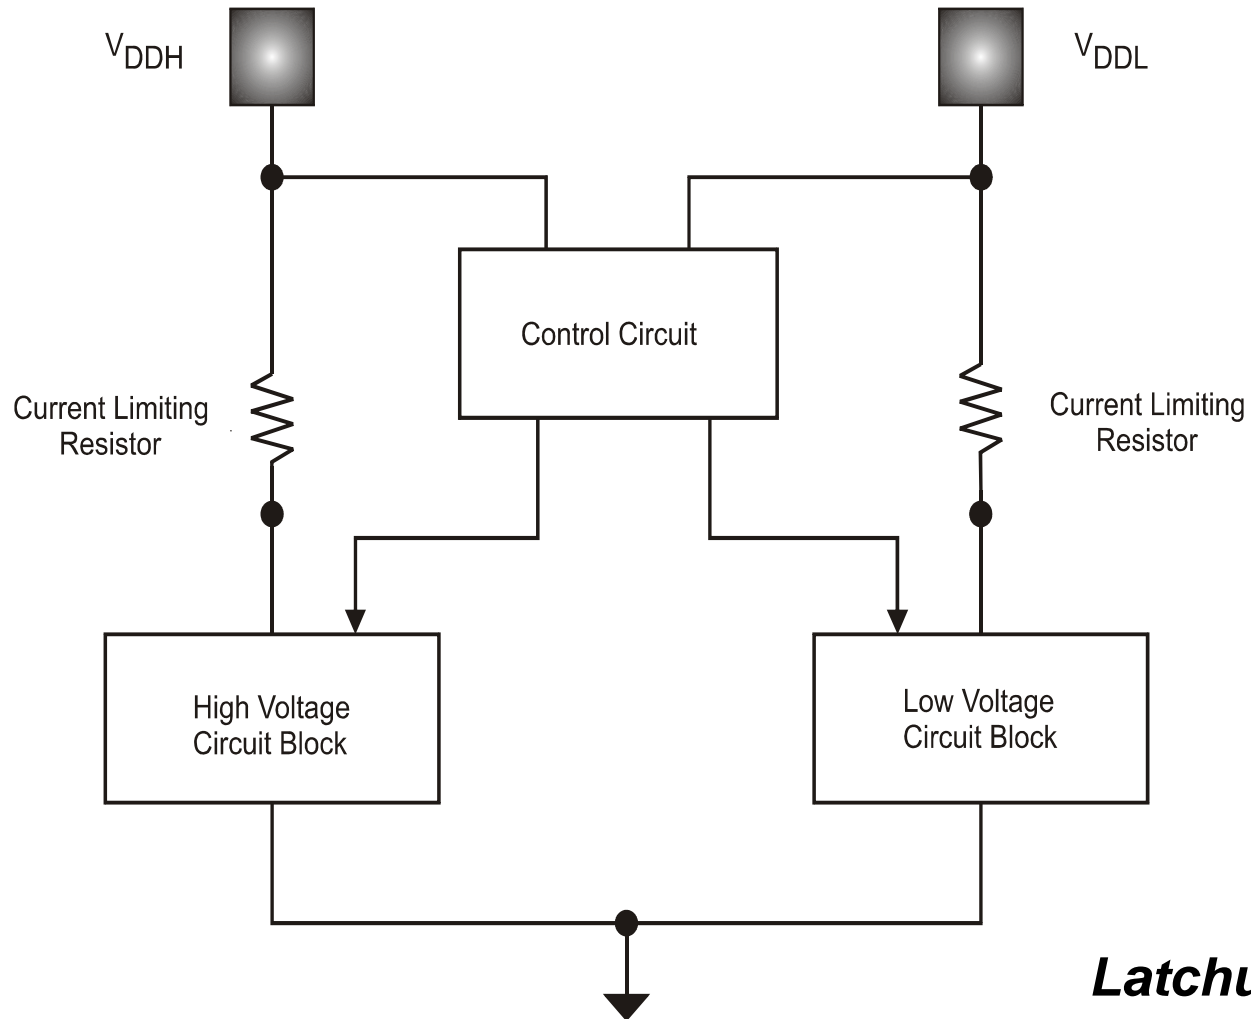 VDDH
VDDL
Control Circuit
Current Limiting
Resistor
Current Limiting
Resistor
High Voltage
Circuit Block
Low Voltage
Circuit Block